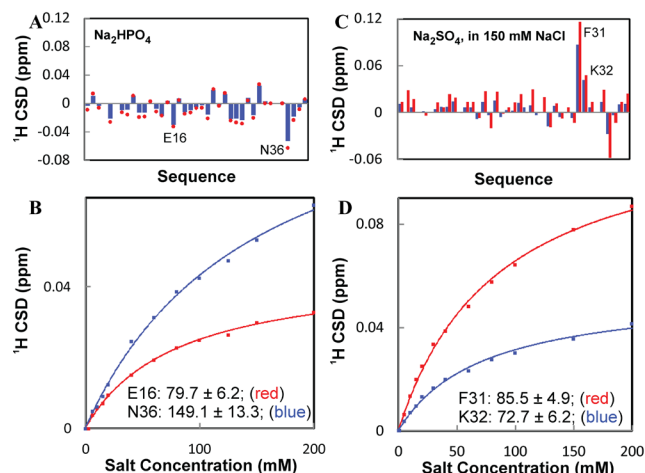 A
Na₂HPO₄
0.12
0.08
0.04
0
-0.04
-0.08
¹H CSD (ppm)
E16
N36
Sequence
C
Na₂SO₄, in 150 mM NaCl
F31
K32
0.12
0.06
0
-0.06
¹H CSD (ppm)
Sequence
B
0.04
0
¹H CSD (ppm)
E16: 79.7 ± 6.2; (red)
N36: 149.1 ± 13.3; (blue)
0 100 200
Salt Concentration (mM)
D
0.08
0.04
0
¹H CSD (ppm)
F31: 85.5 ± 4.9; (red)
K32: 72.7 ± 6.2; (blue)
0 50 100 150 200
Salt Concentration (mM)